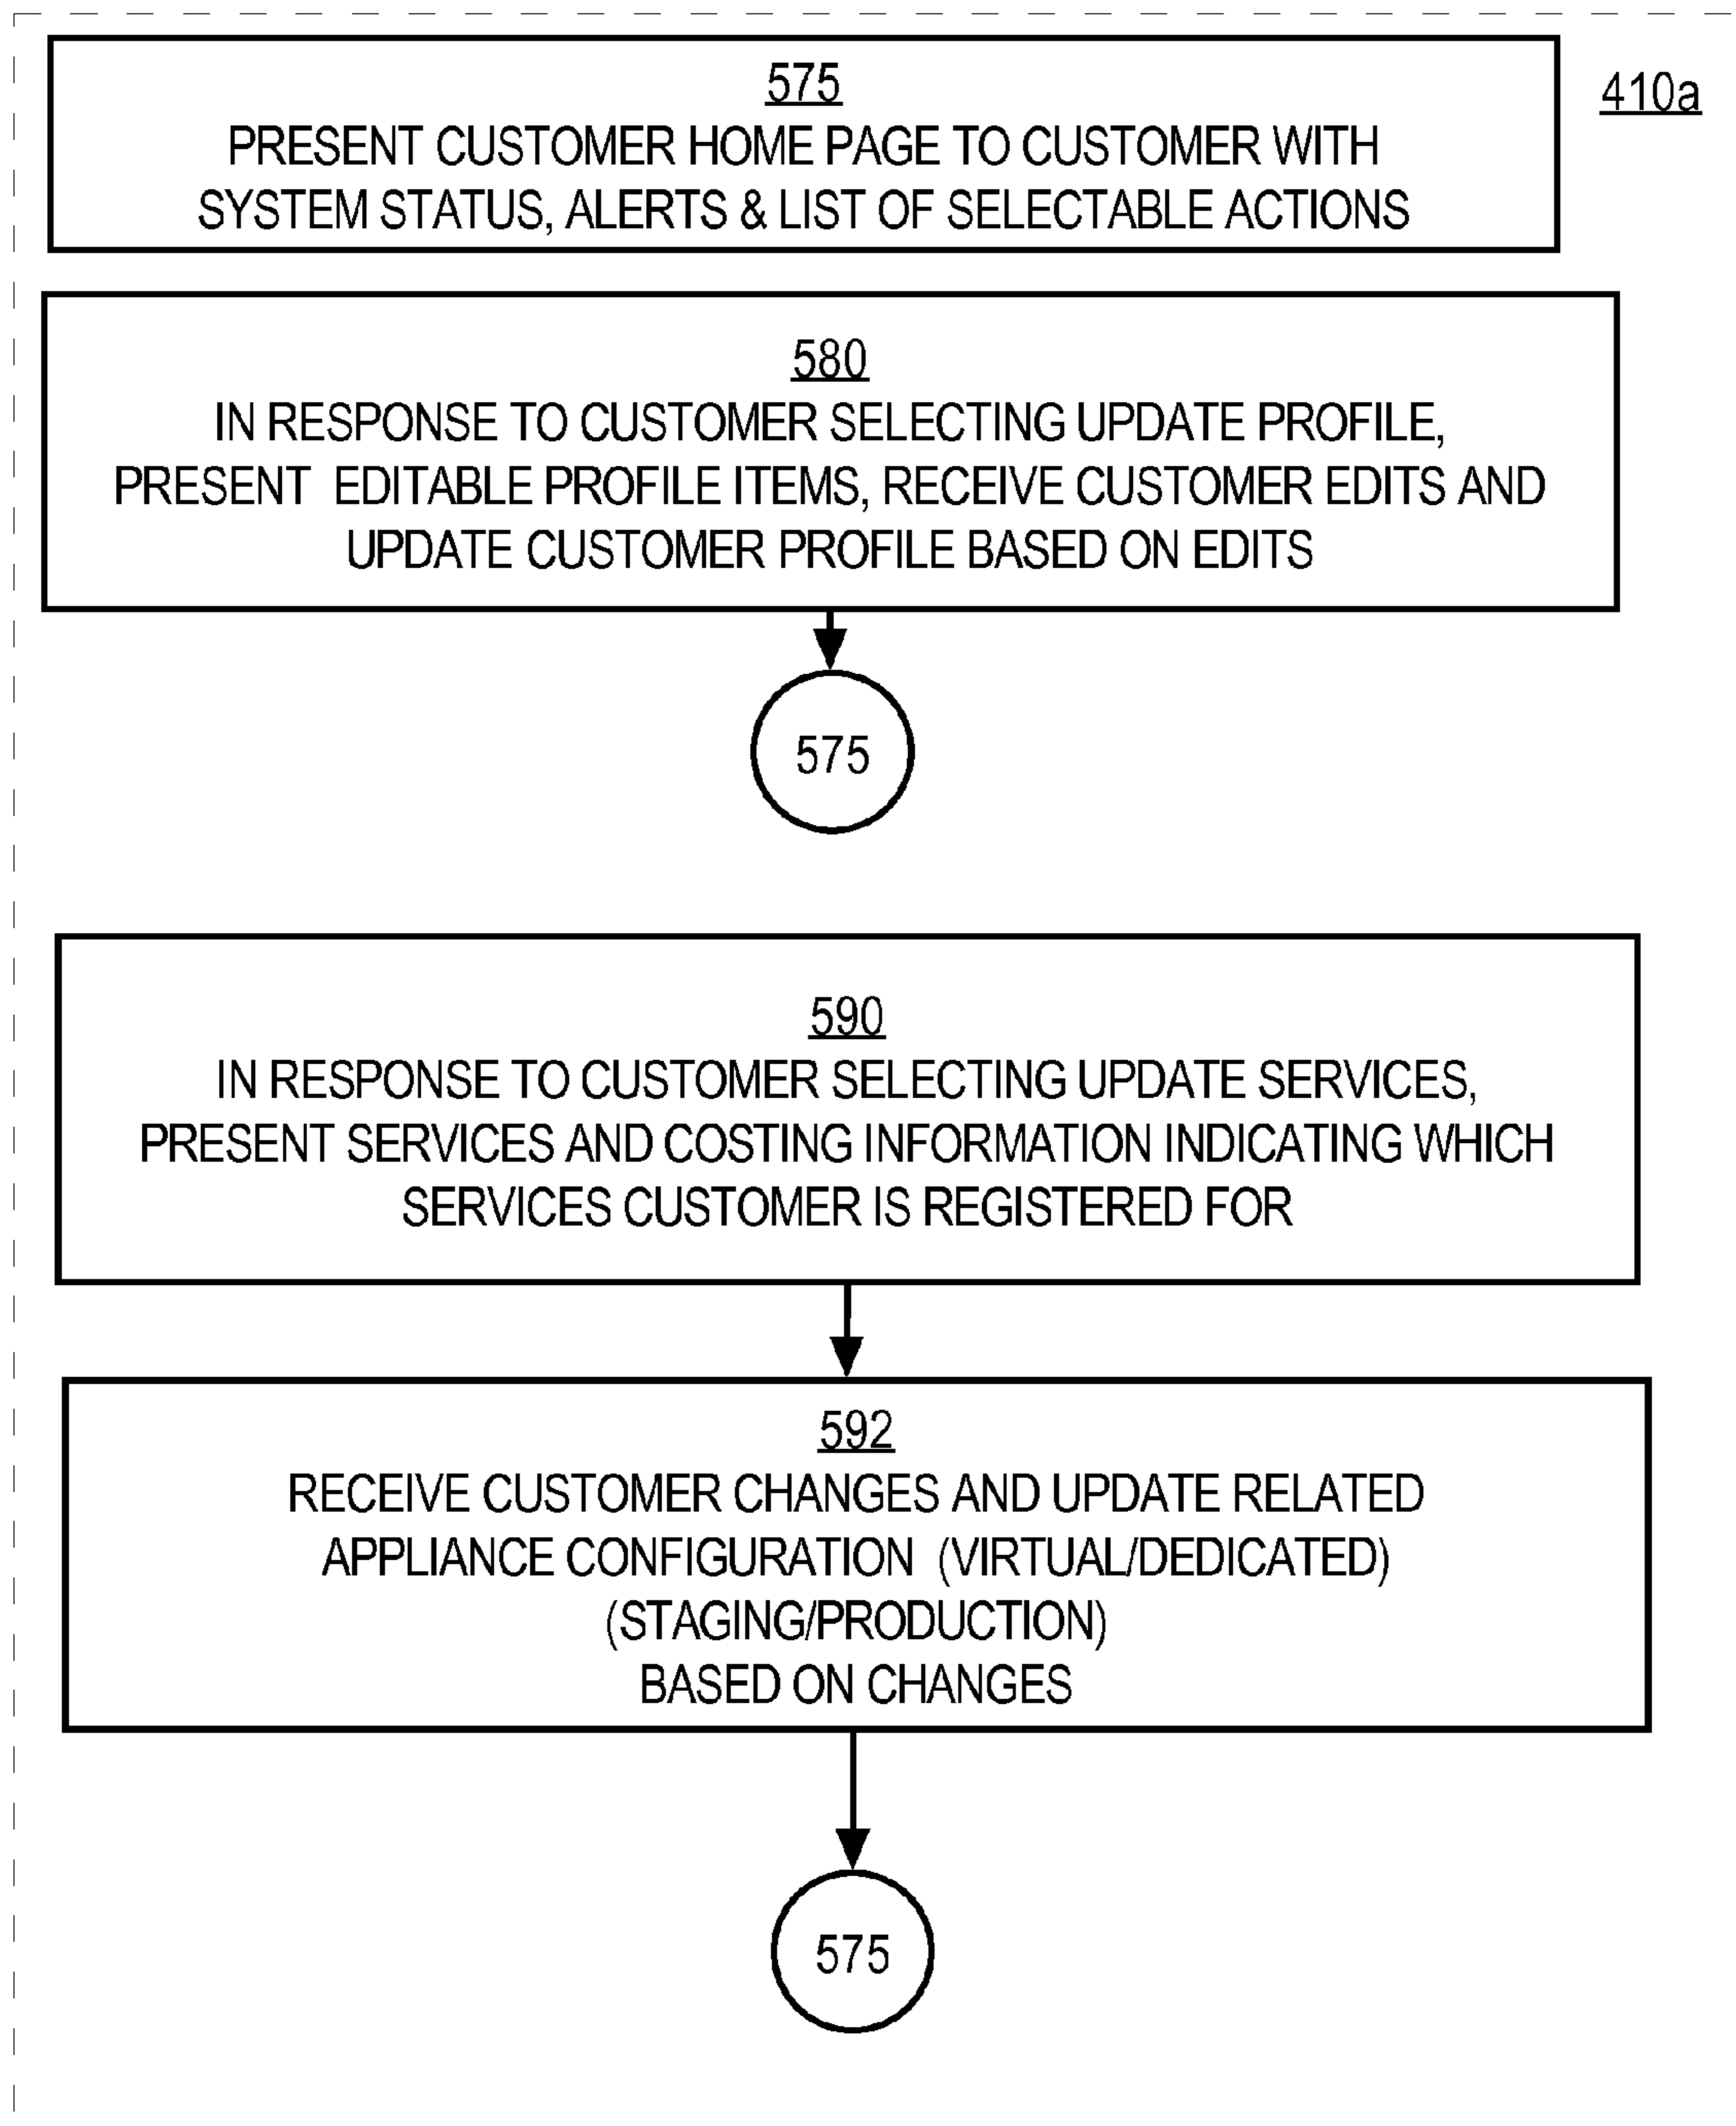 575
410a
PRESENT CUSTOMER HOME PAGE TO CUSTOMER WITH
SYSTEM STATUS, ALERTS & LIST OF SELECTABLE ACTIONS
580
IN RESPONSE TO CUSTOMER SELECTING UPDATE PROFILE,
PRESENT EDITABLE PROFILE ITEMS, RECEIVE CUSTOMER EDITS AND
UPDATE CUSTOMER PROFILE BASED ON EDITS
575
590
IN RESPONSE TO CUSTOMER SELECTING UPDATE SERVICES,
PRESENT SERVICES AND COSTING INFORMATION INDICATING WHICH
SERVICES CUSTOMER IS REGISTERED FOR
592
RECEIVE CUSTOMER CHANGES AND UPDATE RELATED
APPLIANCE CONFIGURATION (VIRTUAL/DEDICATED)
(STAGING/PRODUCTION)
BASED ON CHANGES
575